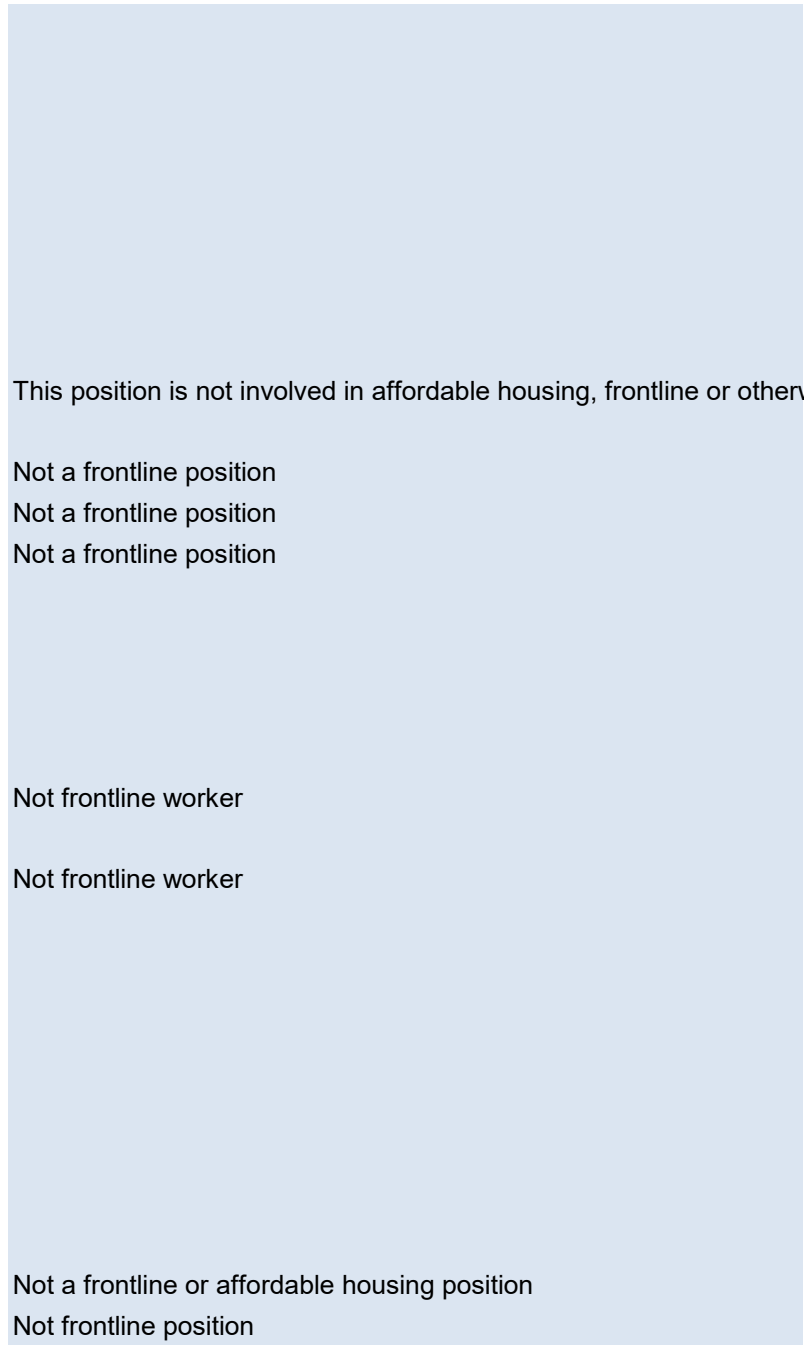 This position is not involved in affordable housing, frontline or
Not a frontline position
Not a frontline position
Not a frontline position
Not frontline worker
Not frontline worker
Not a frontline or affordable housing position
Not frontline position